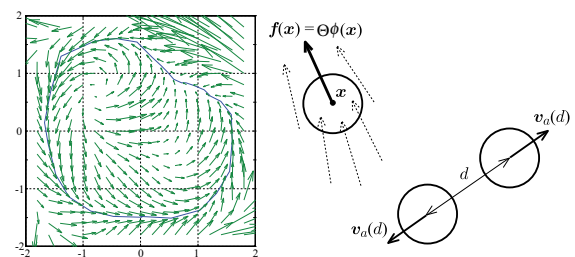 2
1
0
-1
-2
-2 -1 0 1 2
f(x) = Θϕ(x)
x
v_a(d)
d
v_a(d)